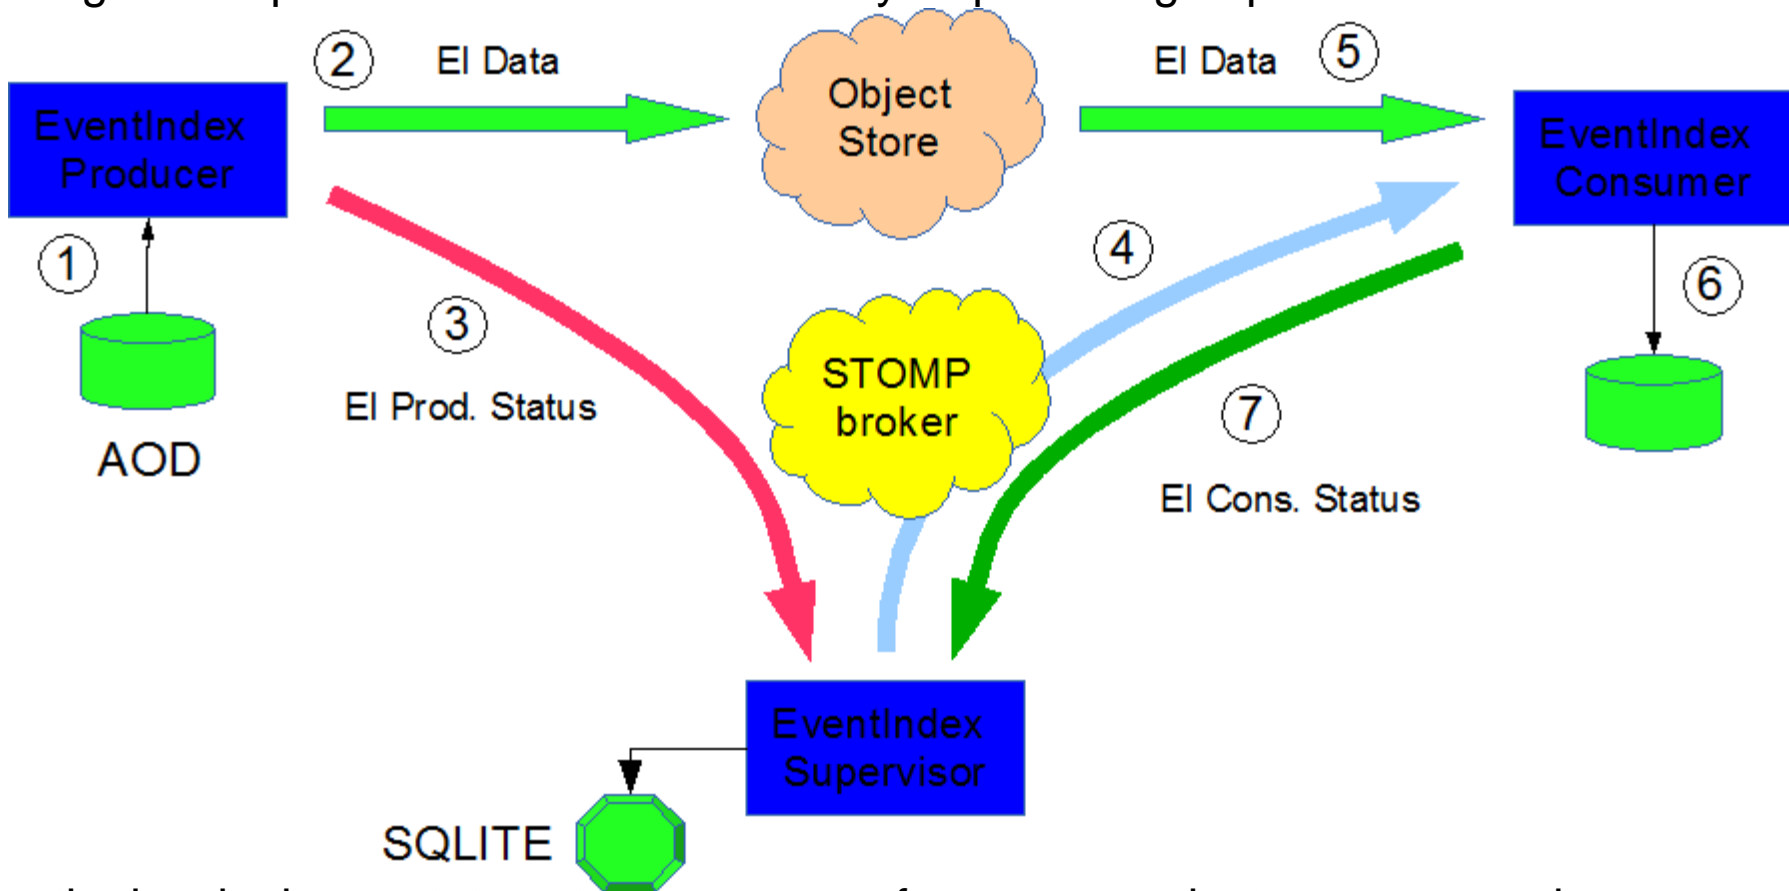 2
EI Data
Object
Store
EI Data
5
EventIndex
Producer
EventIndex
Consumer
1
3
4
6
STOMP
broker
EI Prod. Status
7
AOD
EI Cons. Status
EventIndex
Supervisor
SQLITE